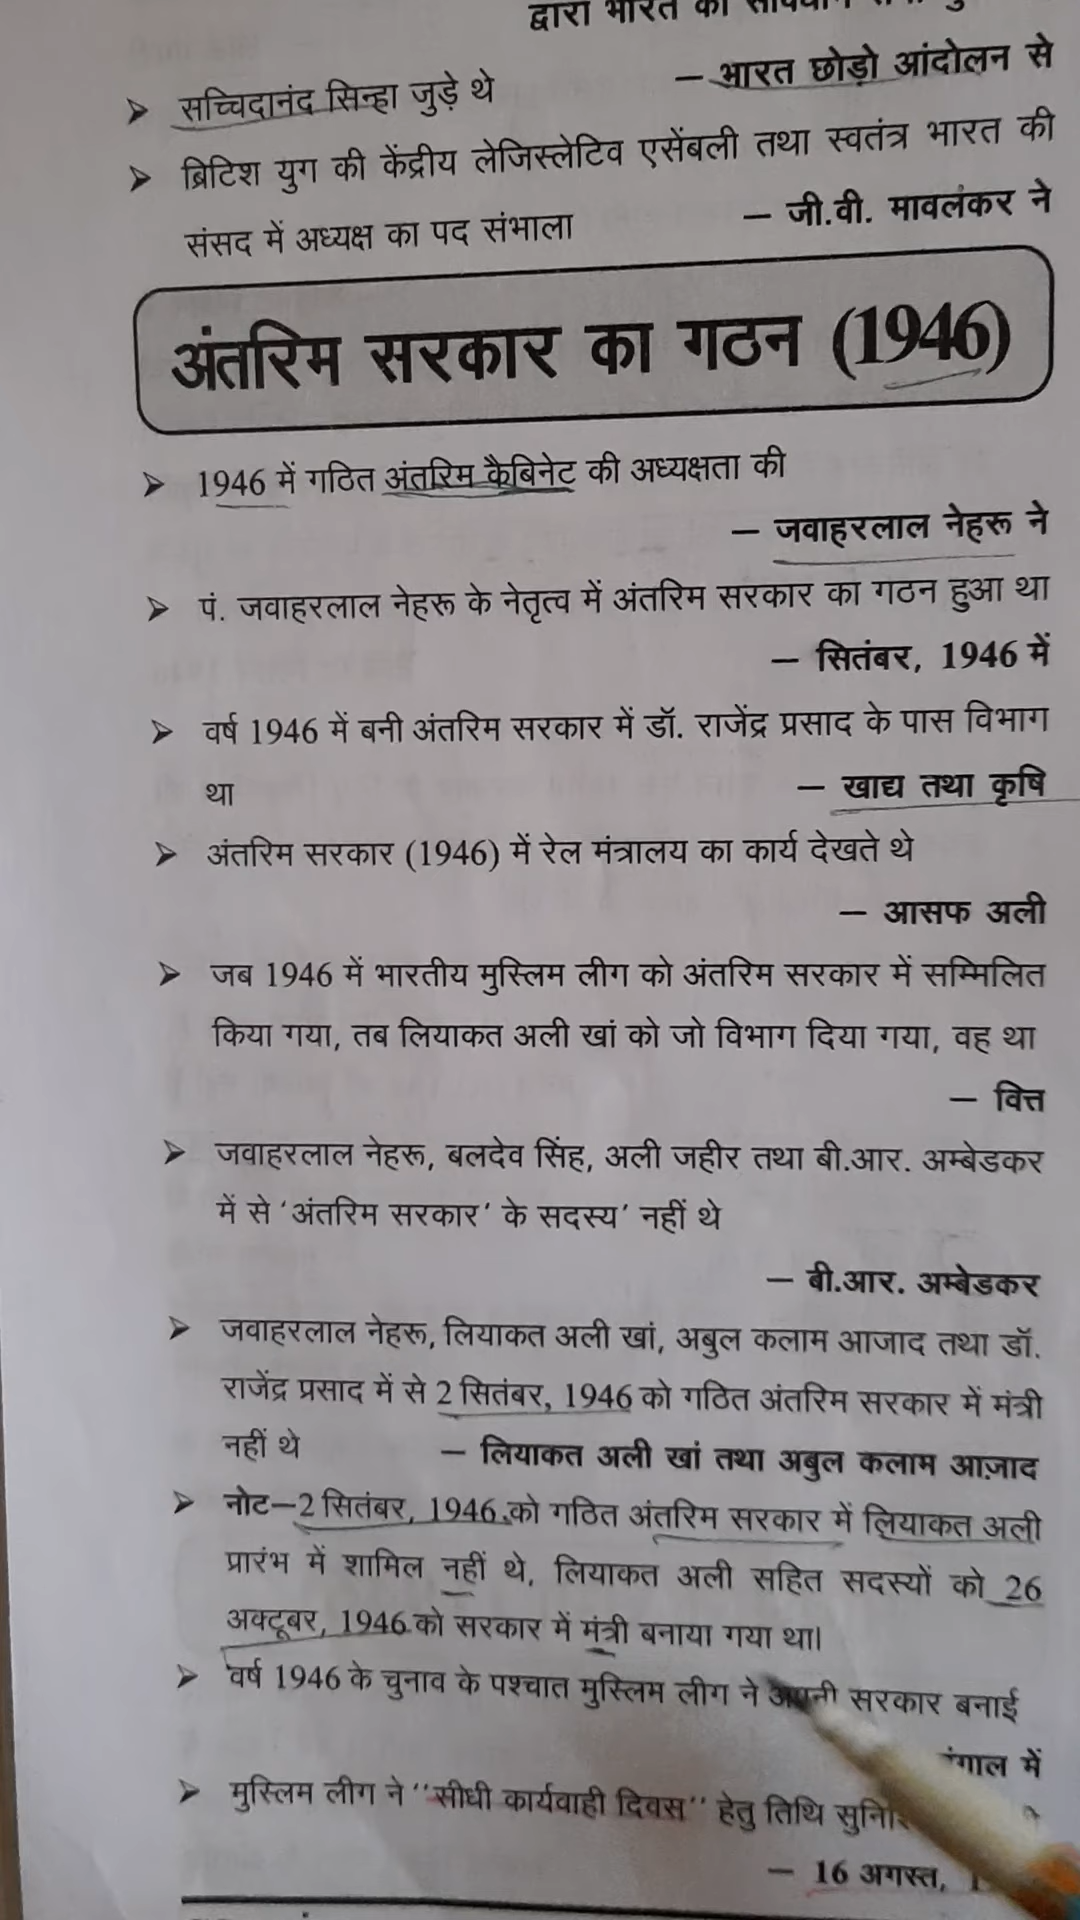 द्वारा भारत का
➤ सच्चिदानंद सिन्हा जुड़े थे — भारत छोड़ो आंदोलन से
➤ ब्रिटिश युग की केंद्रीय लेजिस्लेटिव एसेंबली तथा स्वतंत्र भारत की
संसद में अध्यक्ष का पद संभाला — जी.वी. मावलंकर ने
अंतरिम सरकार का गठन (1946)
➤ 1946 में गठित अंतरिम कैबिनेट की अध्यक्षता की
— जवाहरलाल नेहरू ने
➤ पं. जवाहरलाल नेहरू के नेतृत्व में अंतरिम सरकार का गठन हुआ था
— सितंबर, 1946 में
➤ वर्ष 1946 में बनी अंतरिम सरकार में डॉ. राजेंद्र प्रसाद के पास विभाग
था — खाद्य तथा कृषि
➤ अंतरिम सरकार (1946) में रेल मंत्रालय का कार्य देखते थे
— आसफ अली
➤ जब 1946 में भारतीय मुस्लिम लीग को अंतरिम सरकार में सम्मिलित
किया गया, तब लियाकत अली खां को जो विभाग दिया गया, वह था
— वित्त
➤ जवाहरलाल नेहरू, बलदेव सिंह, अली जहीर तथा बी.आर. अम्बेडकर
में से ‘अंतरिम सरकार’ के सदस्य’ नहीं थे
— बी.आर. अम्बेडकर
➤ जवाहरलाल नेहरू, लियाकत अली खां, अबुल कलाम आजाद तथा डॉ.
राजेंद्र प्रसाद में से 2 सितंबर, 1946 को गठित अंतरिम सरकार में मंत्री
नहीं थे — लियाकत अली खां तथा अबुल कलाम आज़ाद
➤ नोट—2 सितंबर, 1946 को गठित अंतरिम सरकार में लियाकत अली
प्रारंभ में शामिल नहीं थे, लियाकत अली सहित सदस्यों को 26
अक्टूबर, 1946 को सरकार में मंत्री बनाया गया था।
➤ वर्ष 1946 के चुनाव के पश्चात मुस्लिम लीग ने अपनी सरकार बनाई
में
➤ मुस्लिम लीग ने ‘‘सीधी कार्यवाही दिवस’’ हेतु तिथि
— 16 अगस्त,